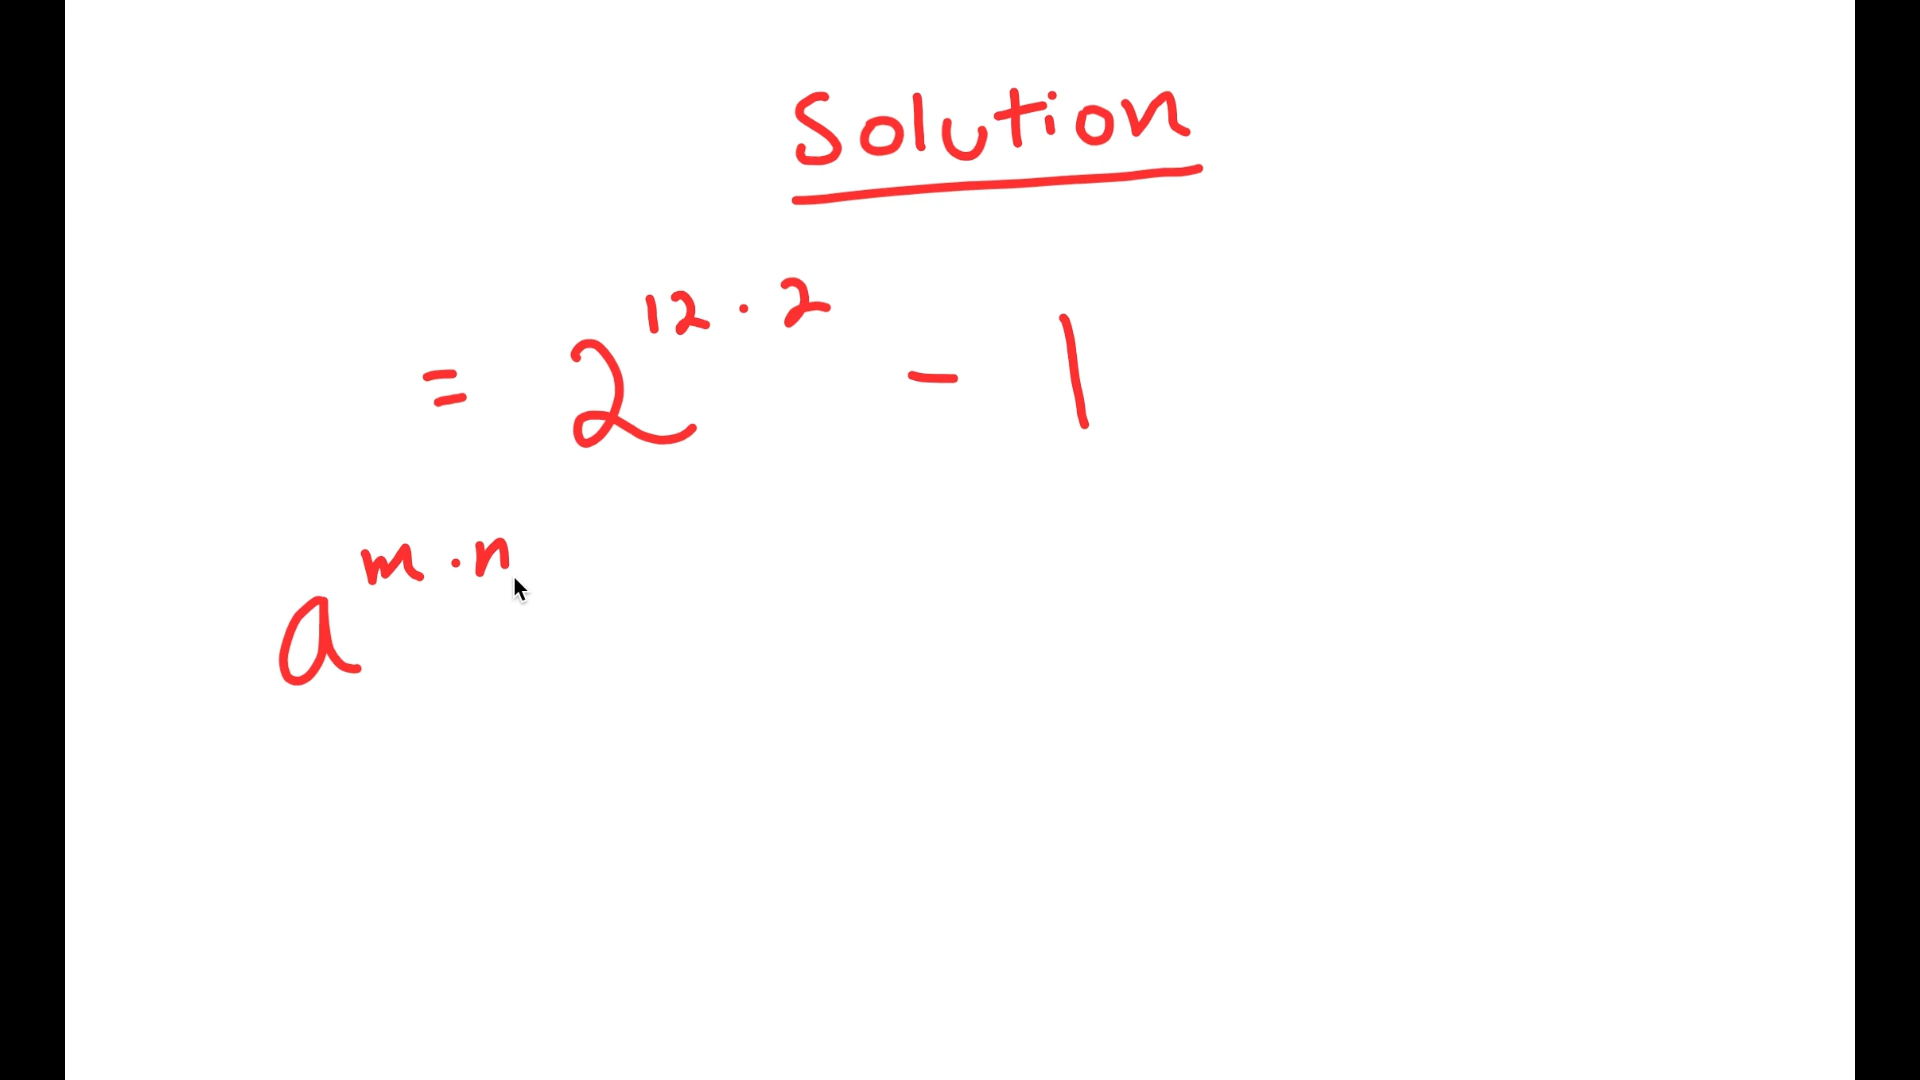 Solution
= 2^{12 · 2} - 1
a^{m · n}